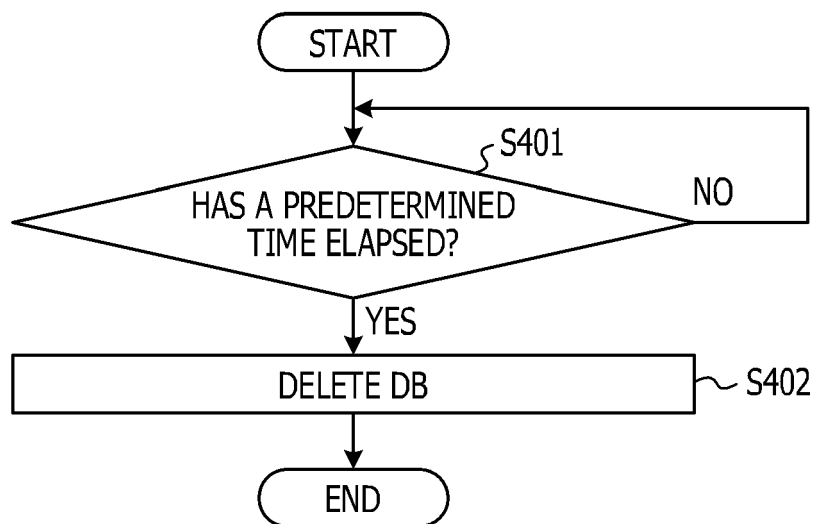 START
S401
HAS A PREDETERMINED
TIME ELAPSED?
NO
YES
DELETE DB
S402
END